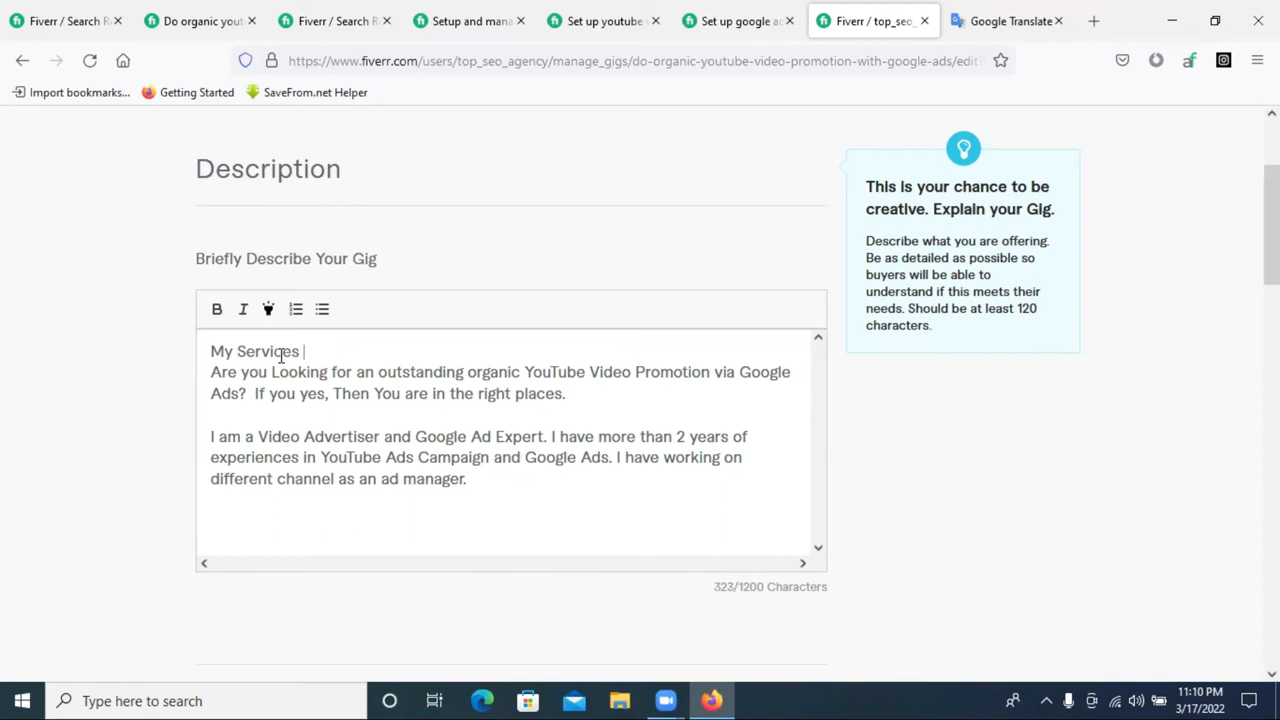 Fiverr / Search R
Do organic yout
Fiverr / Search R
Setup and mana
Set up youtube v
Set up google ad
Fiverr / top_seo_
Google Translate
https://www.fiverr.com/users/top_seo_agency/manage_gigs/do-organic-youtube-video-promotion-with-google-ads/edit?
Import bookmarks...
Getting Started
SaveFrom.net Helper
Description
This is your chance to be
creative. Explain your Gig.
Describe what you are offering.
Be as detailed as possible so
buyers will be able to
understand if this meets their
needs. Should be at least 120
characters.
Briefly Describe Your Gig
B I
My Services
Are you Looking for an outstanding organic YouTube Video Promotion via Google
Ads?  If you yes, Then You are in the right places.
I am a Video Advertiser and Google Ad Expert. I have more than 2 years of
experiences in YouTube Ads Campaign and Google Ads. I have working on
different channel as an ad manager.
323/1200 Characters
Type here to search
11:10 PM
3/17/2022